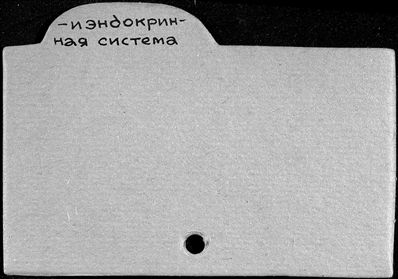 – и эндокрин-
ная система